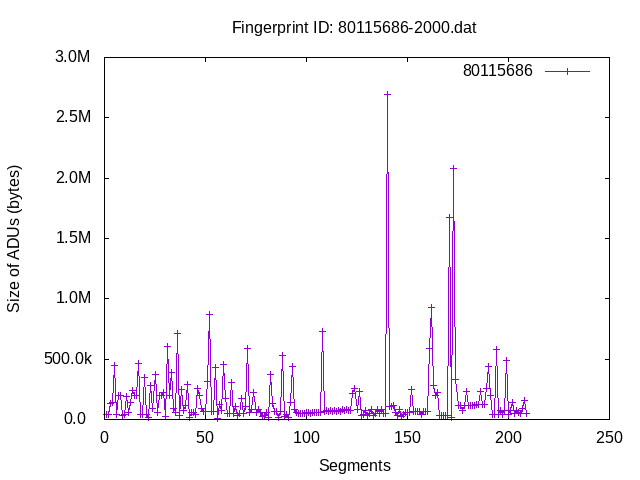 Fingerprint ID: 80115686-2000.dat
3.0M
80115686
2.5M
2.0M
1.5M
1.0M
500.0k
0.0
Size of ADUs (bytes)
0 50 100 150 200 250
Segments